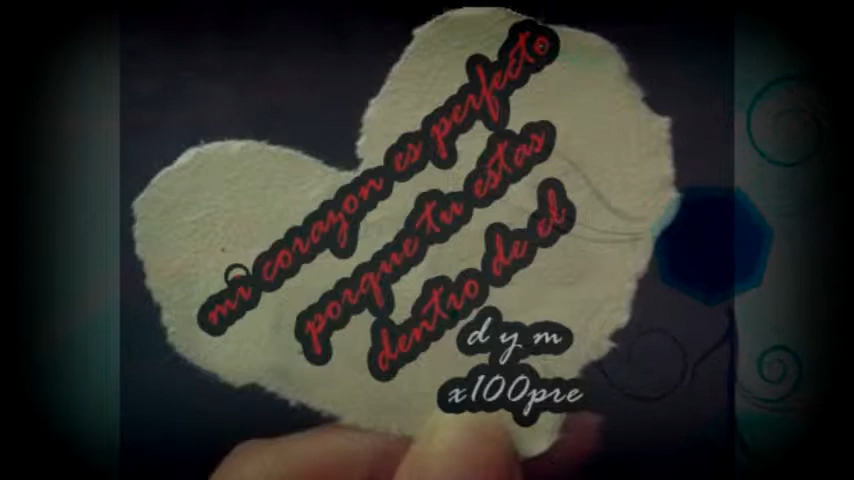 mi corazon es perfecto
porque tu estas
dentro de el
d y m
x100pre